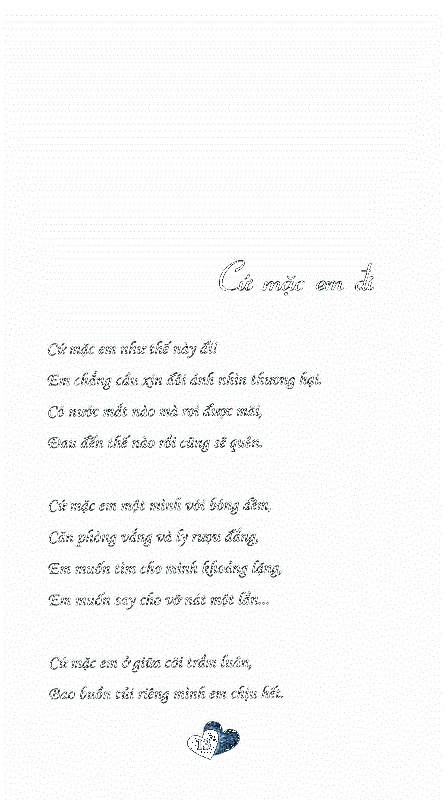 Cứ mặc em đi
Cứ mặc em như thế này đi!
Em chẳng cần xin đôi ánh nhìn thương hại.
Có nước mắt nào mà rơi được mãi,
Đau đến thế nào rồi cũng sẽ quên.
Cứ mặc em một mình với bóng đêm,
Căn phòng vắng và ly rượu đắng,
Em muốn tìm cho mình khoảng lặng,
Em muốn say cho vỡ nát một lần...
Cứ mặc em ở giữa cõi trầm luân,
Bao buồn tủi riêng mình em chịu hết.